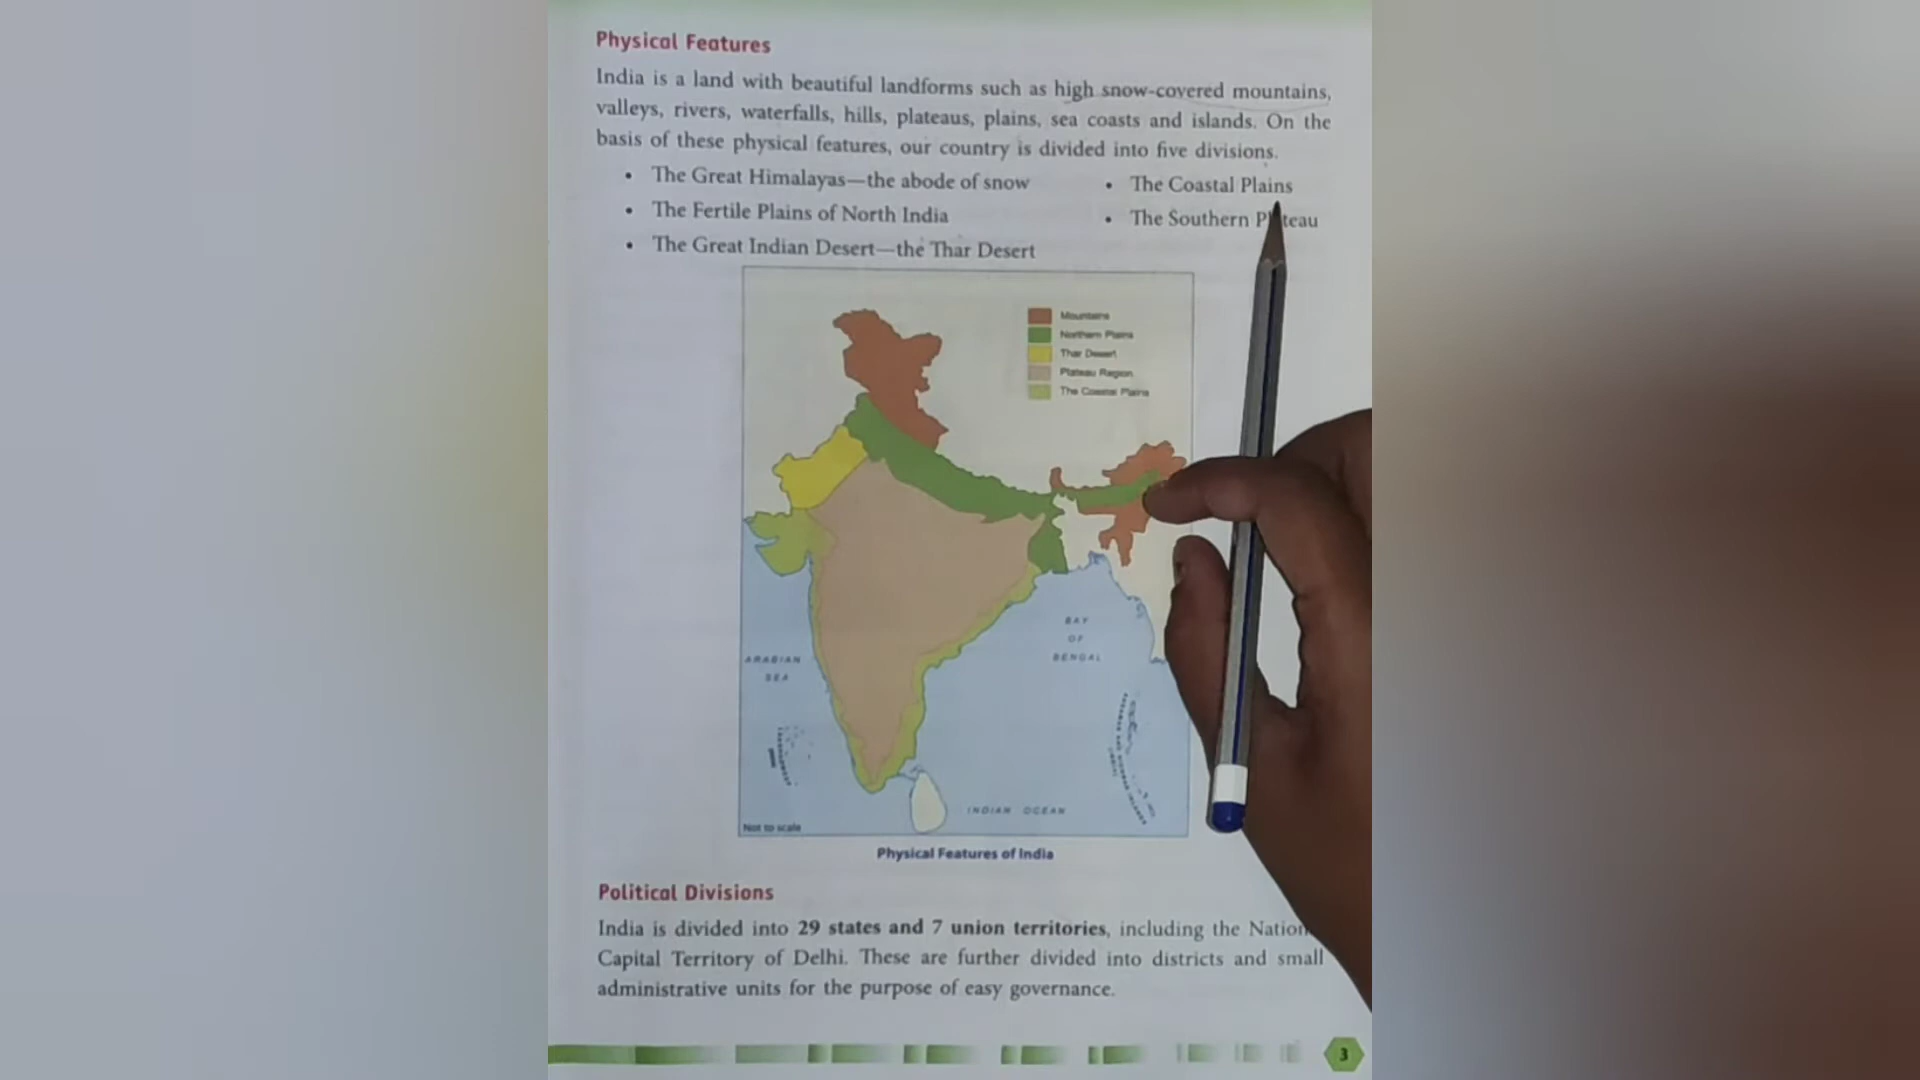 Physical Features
India is a land with beautiful landforms such as high snow-covered mountains,
valleys, rivers, waterfalls, hills, plateaus, plains, sea coasts and islands. On the
basis of these physical features, our country is divided into five divisions.
• The Great Himalayas—the abode of snow
• The Fertile Plains of North India
• The Great Indian Desert—the Thar Desert
• The Coastal Plains
• The Southern Plateau
Mountains
Northern Plains
Thar Desert
Plateau Region
The Coastal Plains
ARABIAN
SEA
BAY
OF
BENGAL
INDIAN OCEAN
Not to scale
Physical Features of India
Political Divisions
India is divided into 29 states and 7 union territories, including the Nation
Capital Territory of Delhi. These are further divided into districts and small
administrative units for the purpose of easy governance.
3